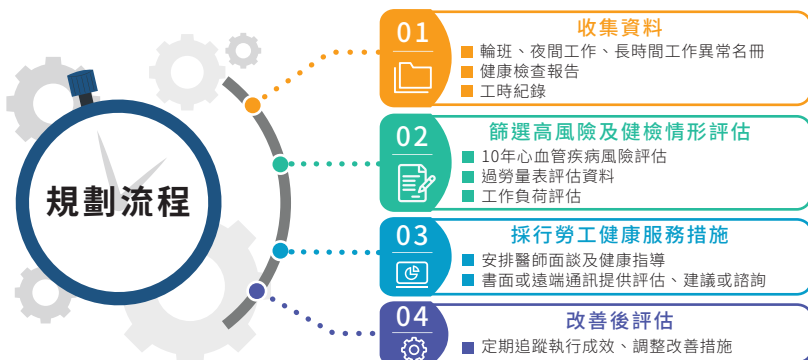 規劃流程
01
收集資料
輪班、夜間工作、長時間工作異常名冊
健康檢查報告
工時紀錄
02
篩選高風險及健檢情形評估
10年心血管疾病風險評估
過勞量表評估資料
工作負荷評估
03
採行勞工健康服務措施
安排醫師面談及健康指導
書面或遠端通訊提供評估、建議或諮詢
04
改善後評估
定期追蹤執行成效、調整改善措施